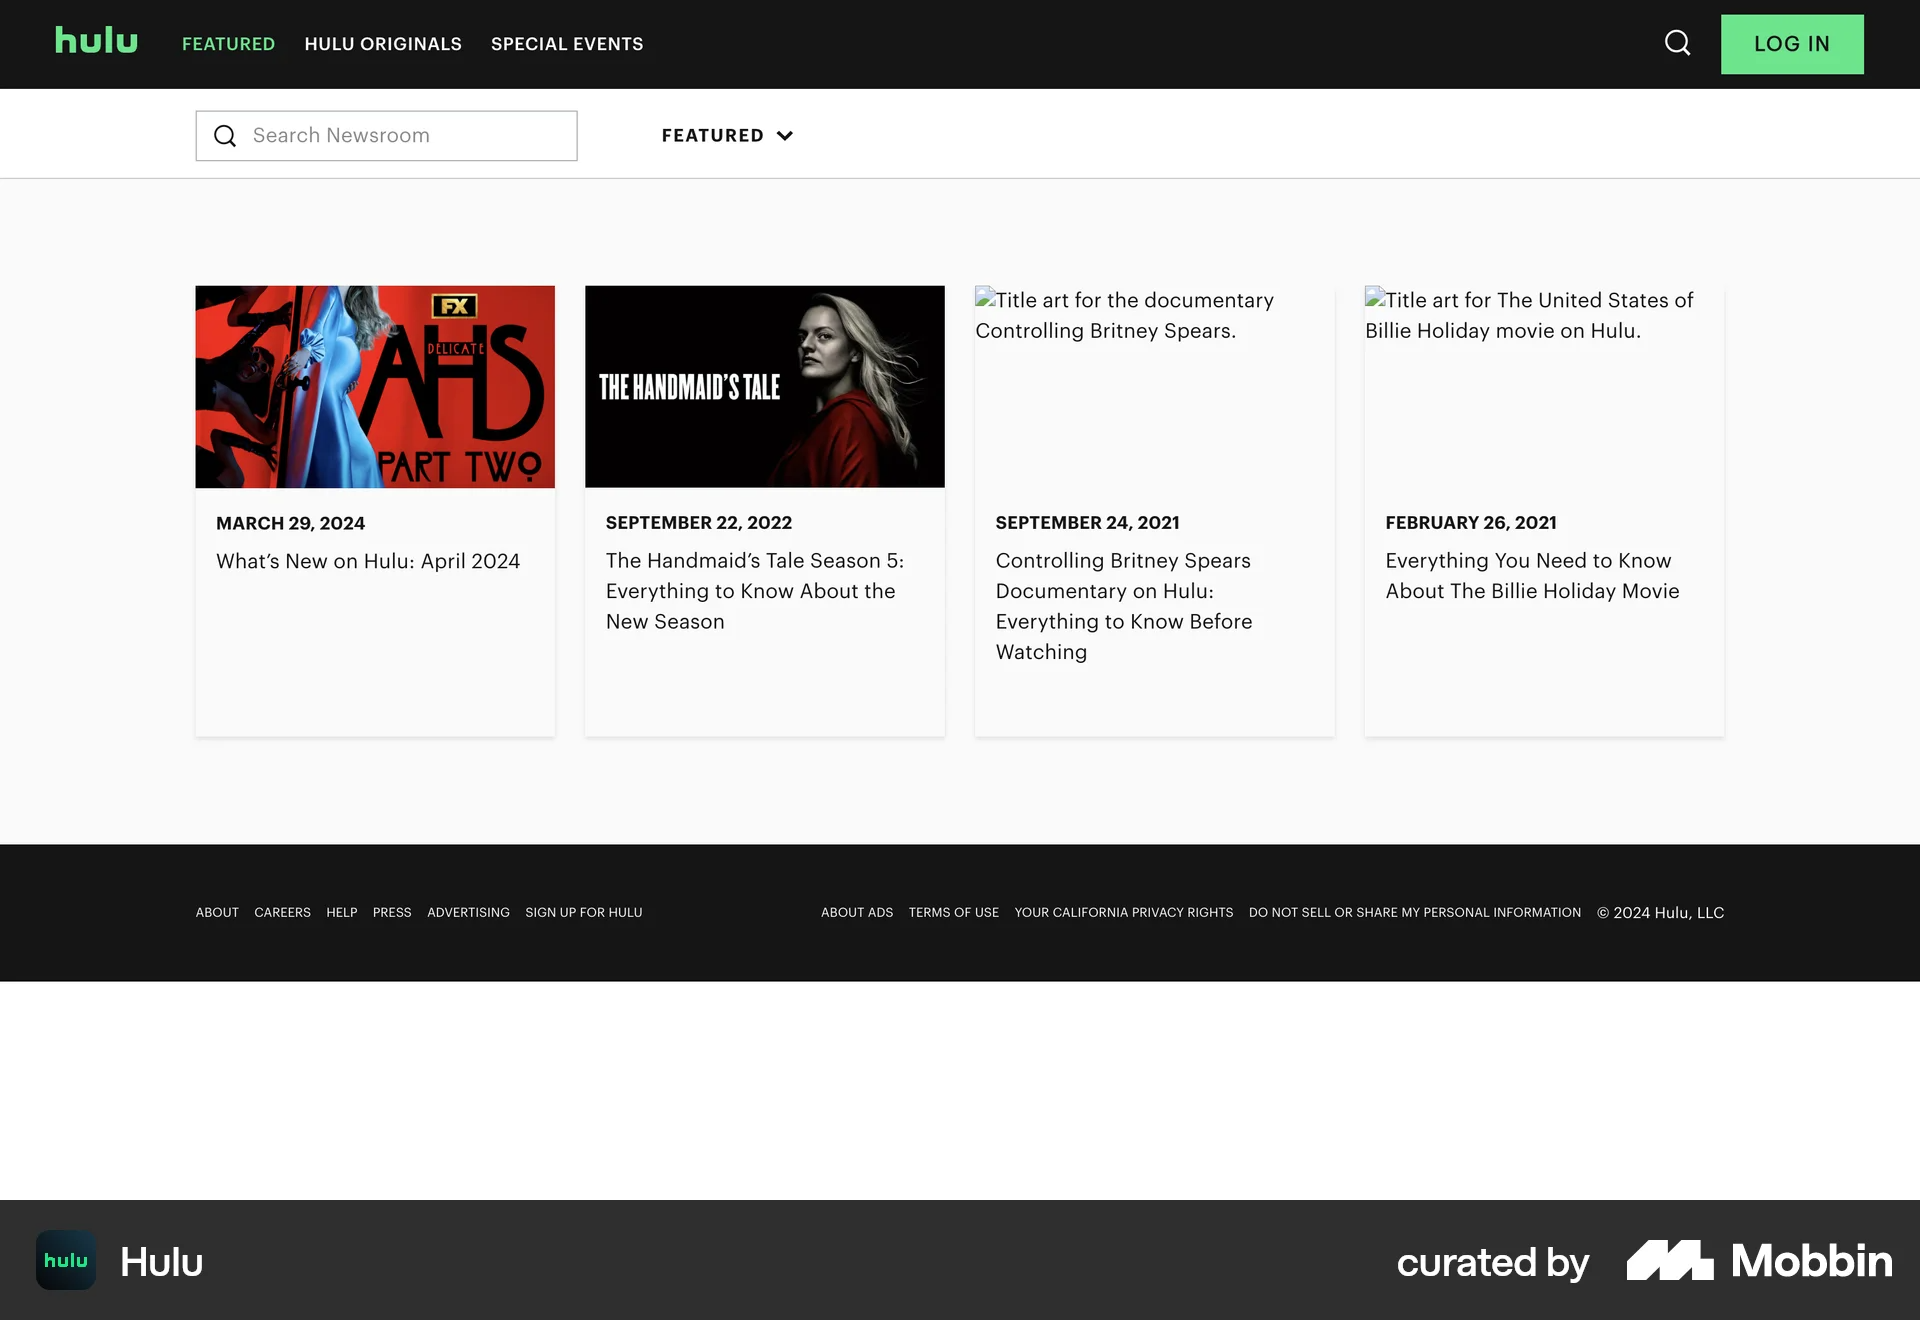 hulu FEATURED HULU ORIGINALS SPECIAL EVENTS LOG IN
Search Newsroom FEATURED
FX
AHS
DELICATE
PART TWO
MARCH 29, 2024
What’s New on Hulu: April 2024
THE HANDMAID’S TALE
SEPTEMBER 22, 2022
The Handmaid’s Tale Season 5:
Everything to Know About the
New Season
Title art for the documentary
Controlling Britney Spears.
SEPTEMBER 24, 2021
Controlling Britney Spears
Documentary on Hulu:
Everything to Know Before
Watching
Title art for The United States of
Billie Holiday movie on Hulu.
FEBRUARY 26, 2021
Everything You Need to Know
About The Billie Holiday Movie
ABOUT CAREERS HELP PRESS ADVERTISING SIGN UP FOR HULU ABOUT ADS TERMS OF USE YOUR CALIFORNIA PRIVACY RIGHTS DO NOT SELL OR SHARE MY PERSONAL INFORMATION © 2024 Hulu, LLC
hulu Hulu curated by Mobbin